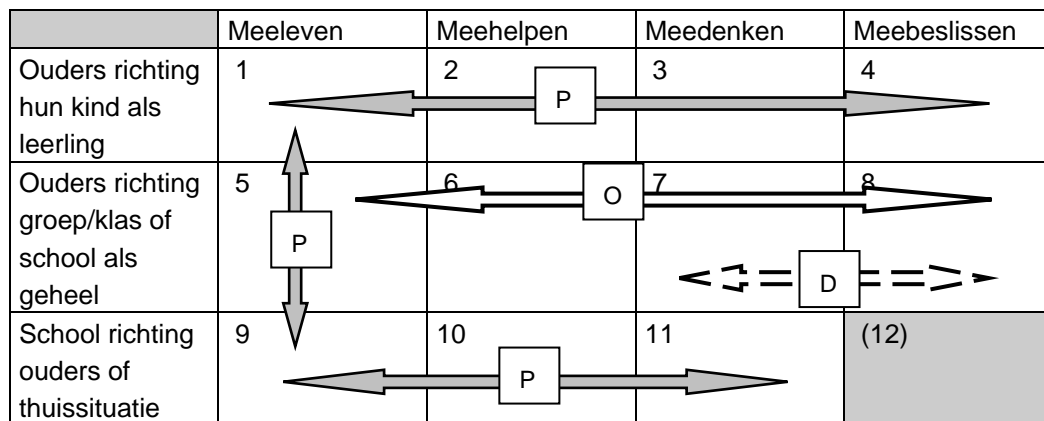 Meeleven Meehelpen Medenken Meebeslissen
Ouders richting 1 2 3 4
hun kind als P
leerling
Ouders richting 5 6 7 8
groep/klas of O
school als P
geheel D
School richting 9 10 11 (12)
ouders of P
thuissituatie